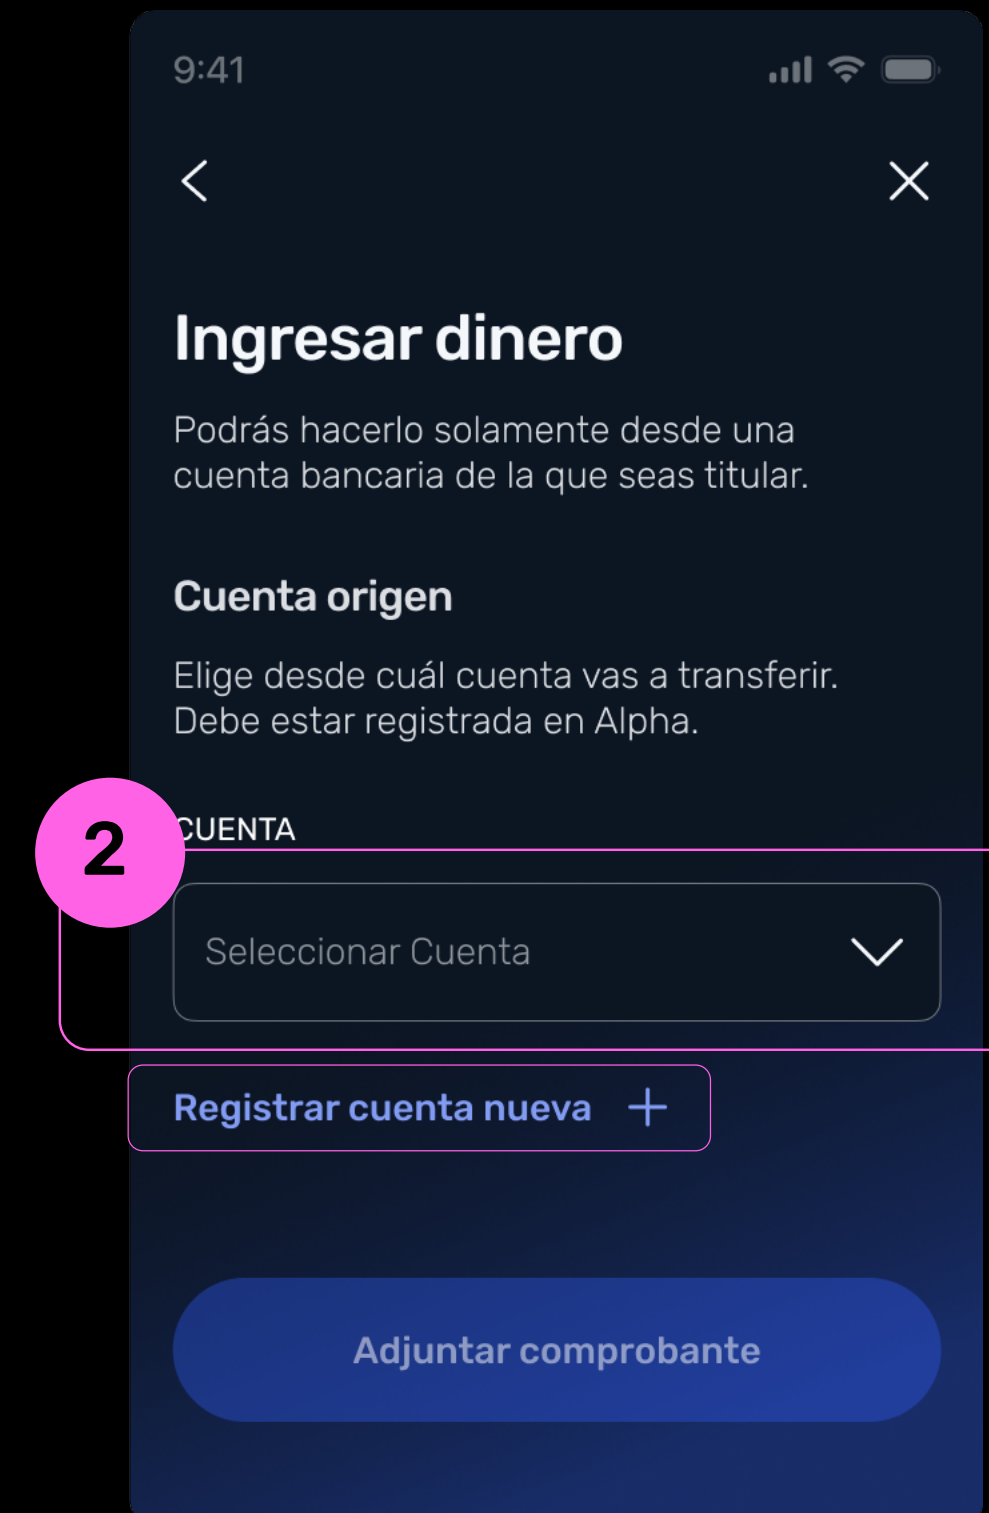 9:41
Ingresar dinero
Podrás hacerlo solamente desde una
cuenta bancaria de la que seas titular.
Cuenta origen
Elige desde cuál cuenta vas a transferir.
Debe estar registrada en Alpha.
2
CUENTA
Seleccionar Cuenta
Registrar cuenta nueva
Adjuntar comprobante